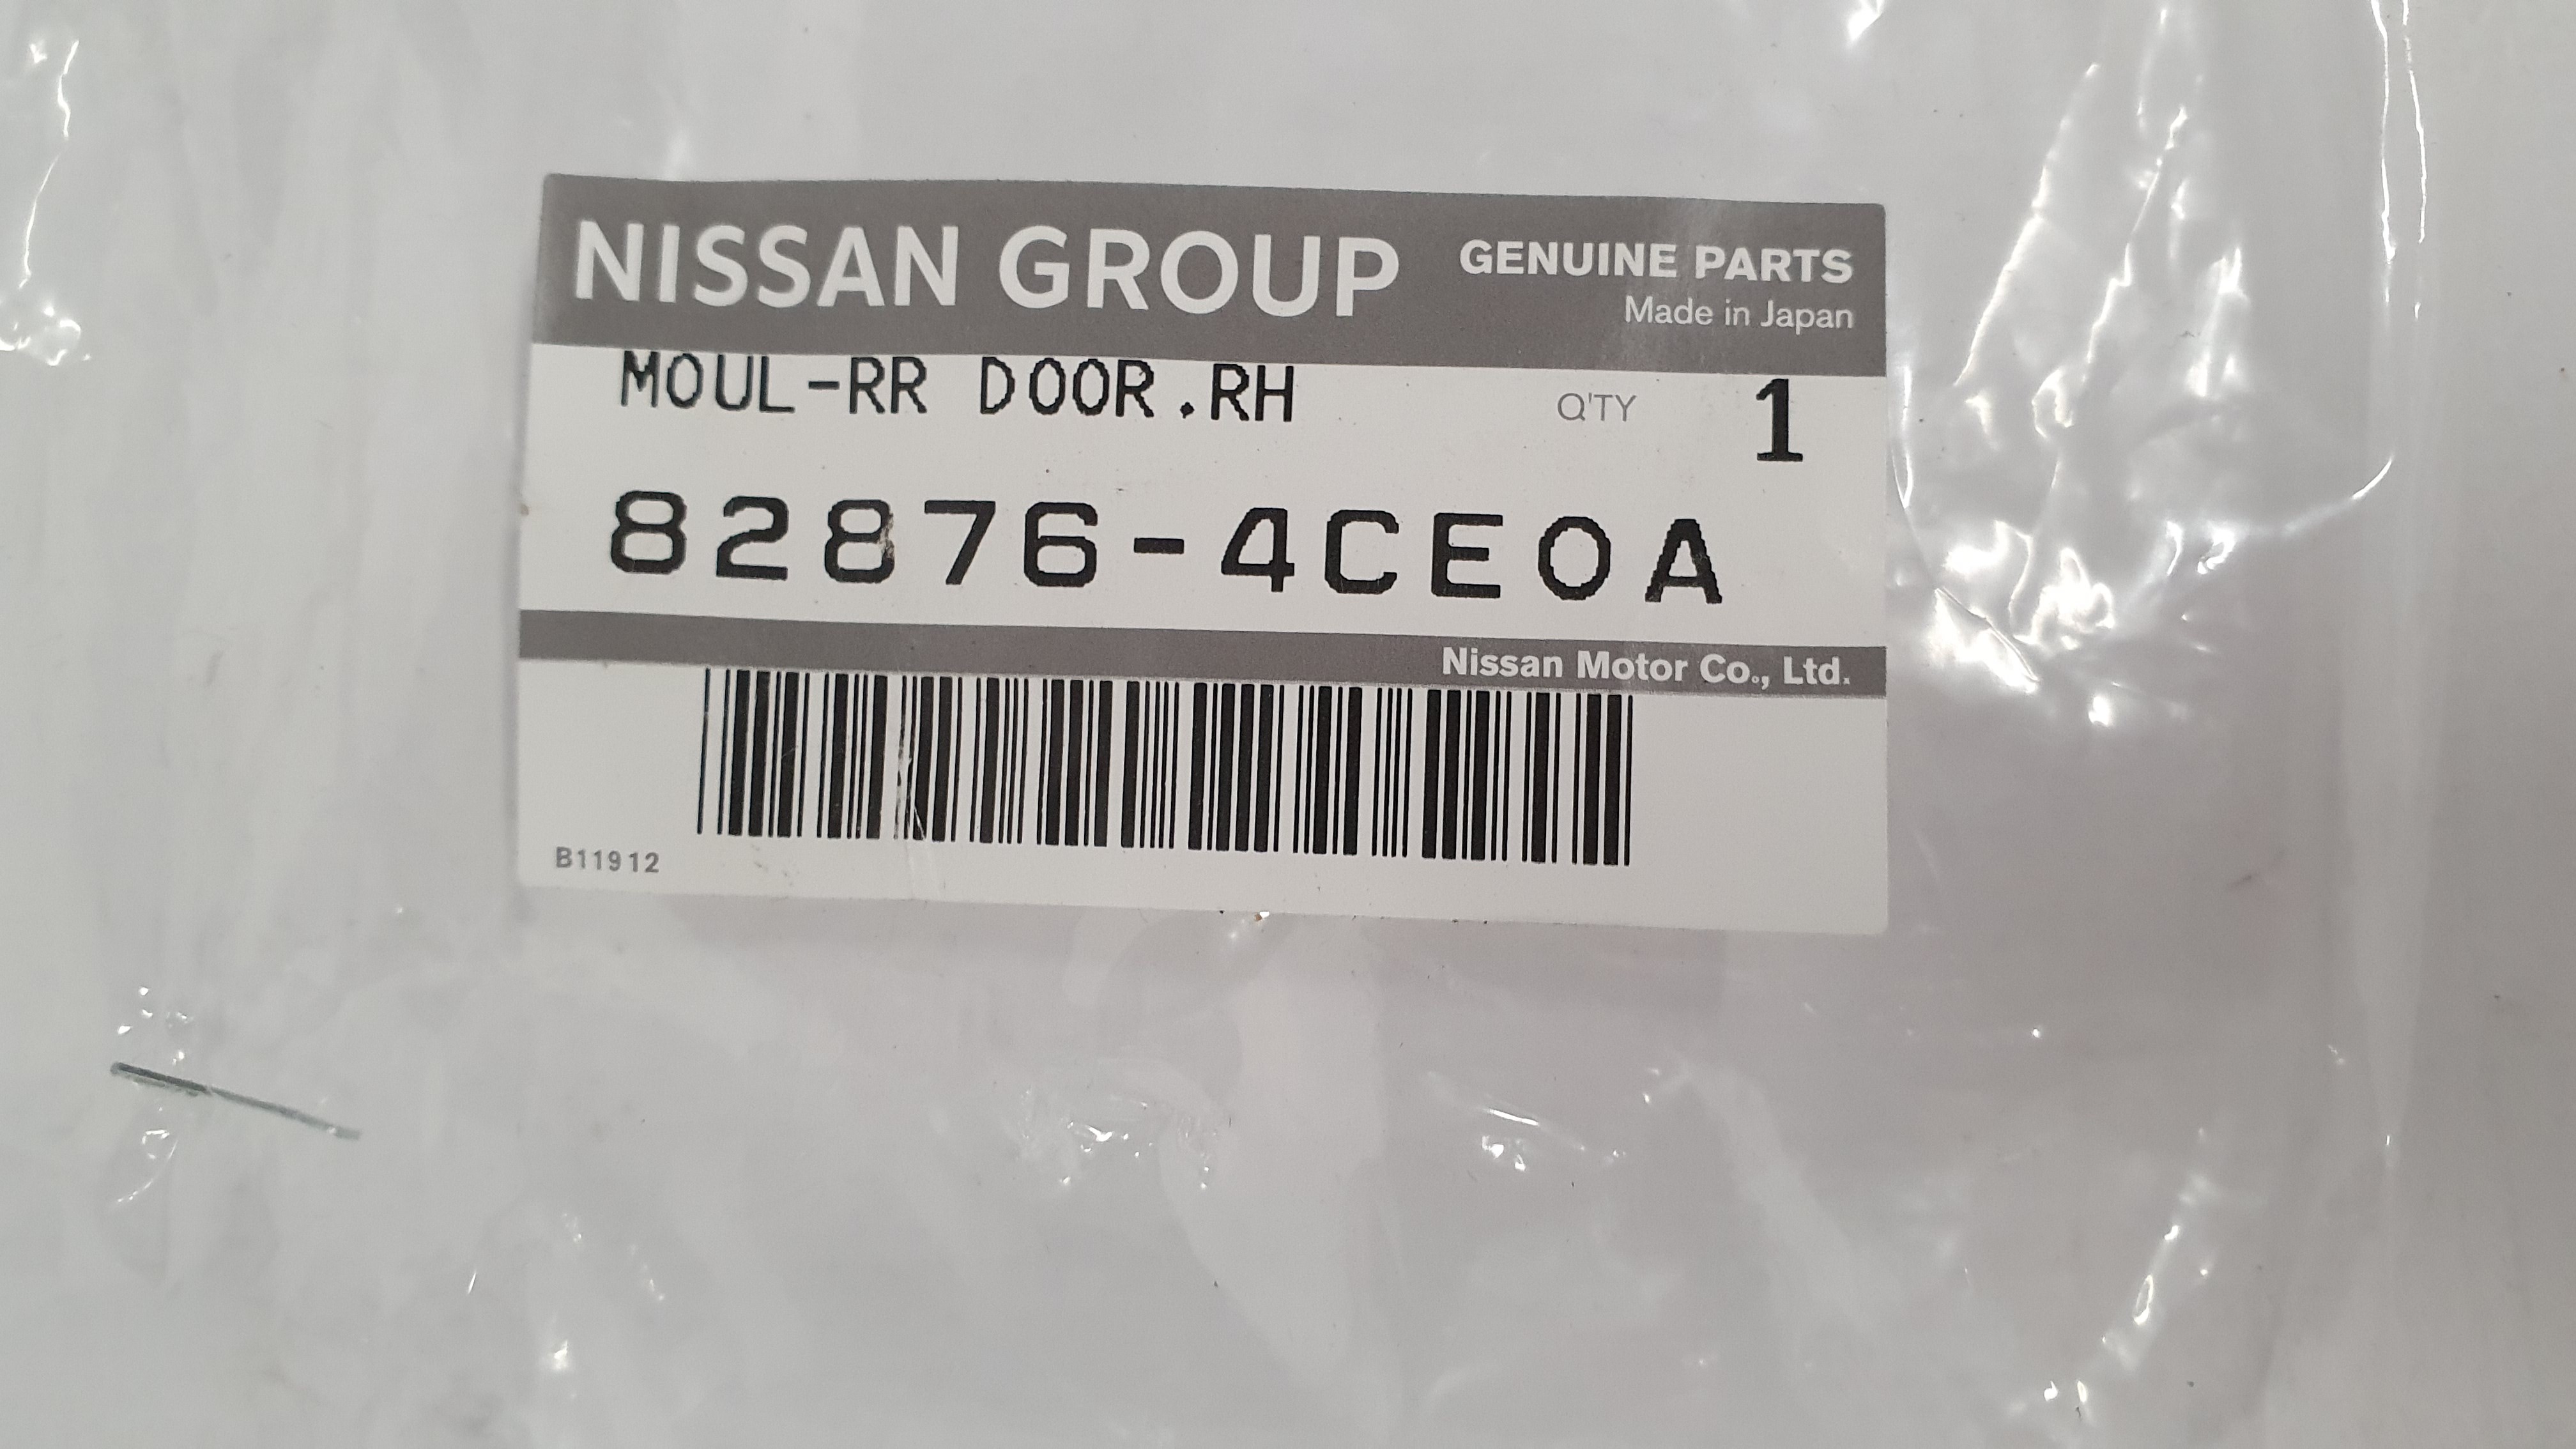 NISSAN GROUP GENUINE PARTS
Made in Japan
MOUL-RR DOOR.RH Q'TY 1
82876-4CE0A
Nissan Motor Co., Ltd.
B11912